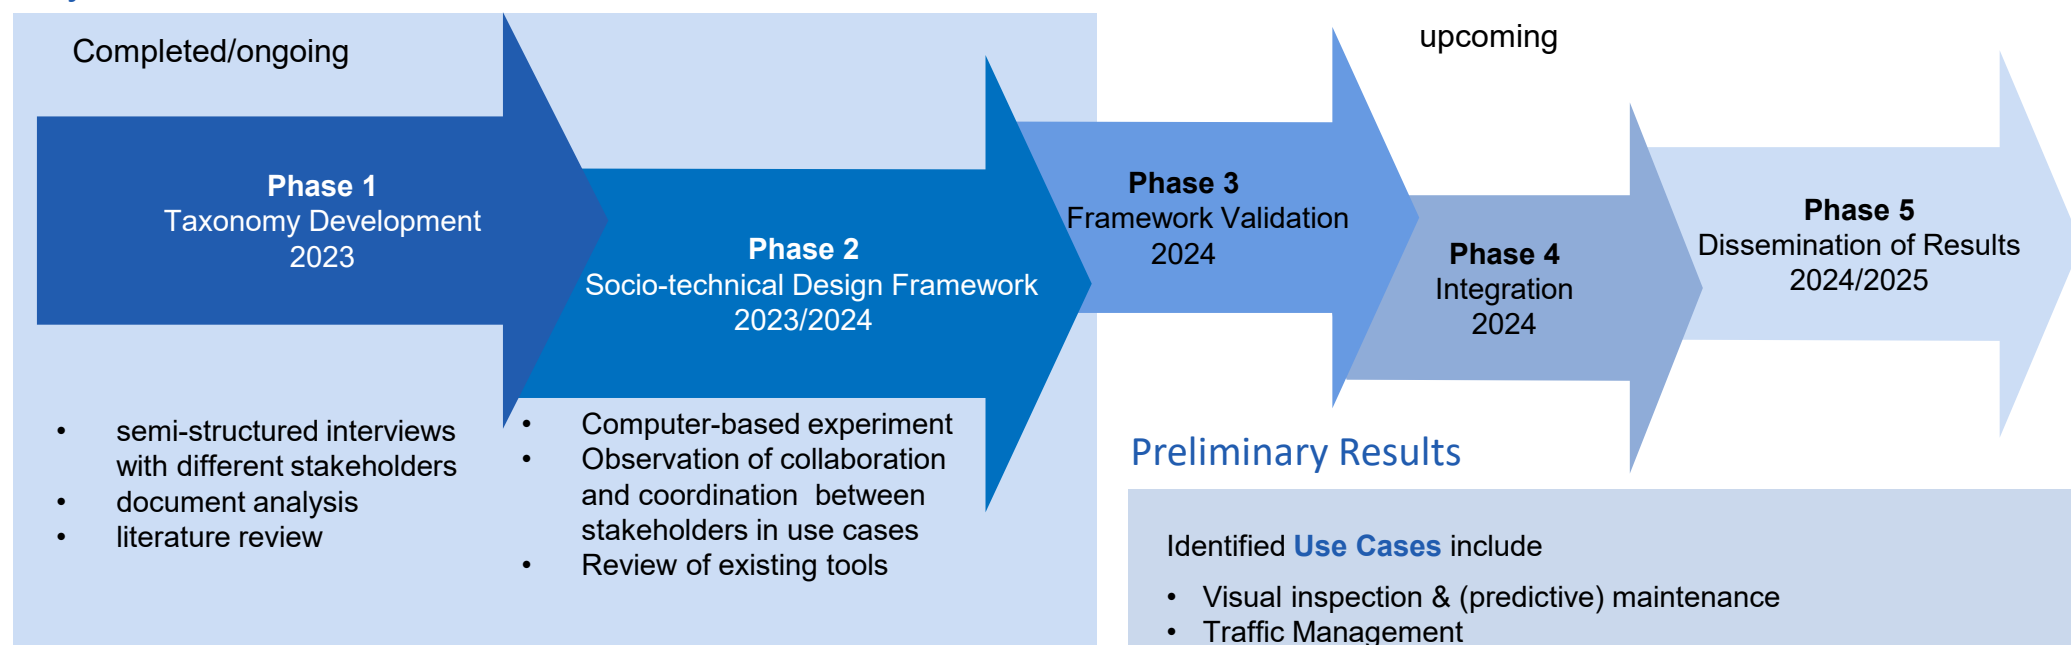 Completed/ongoing
upcoming
Phase 1
Taxonomy Development
2023
Phase 2
Socio-technical Design Framework
2023/2024
Phase 3
Framework Validation
2024
Phase 4
Integration
2024
Phase 5
Dissemination of Results
2024/2025
• semi-structured interviews
with different stakeholders
• document analysis
• literature review
• Computer-based experiment
• Observation of collaboration
and coordination between
stakeholders in use cases
• Review of existing tools
Preliminary Results
Identified Use Cases include
• Visual inspection & (predictive) maintenance
• Traffic Management